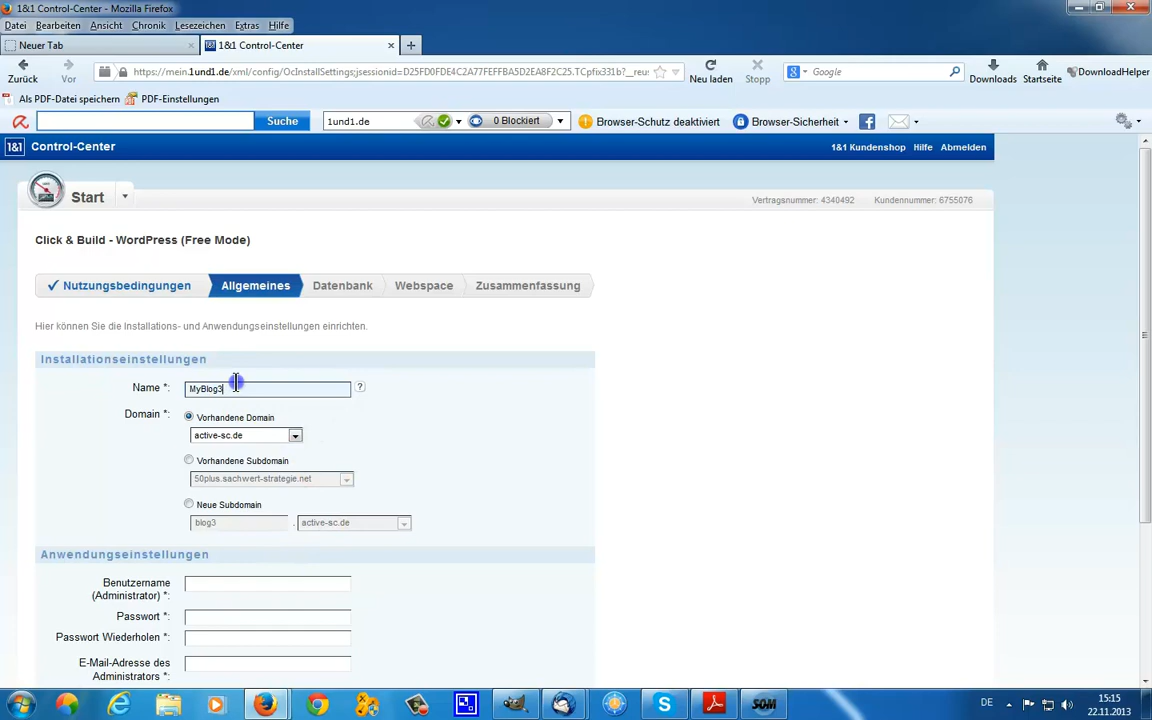 1&1 Control-Center - Mozilla Firefox
Datei Bearbeiten Ansicht Chronik Lesezeichen Extras Hilfe
Neuer Tab 1&1 Control-Center
Zurück Vor https://mein.1und1.de/xml/config/OcInstallSettings;jsessionid=D25FD0FDE4C2A77FEFFBA5D2EA8F2C25.TCpfix331b?__reus Google Neu laden Stopp Downloads Startseite DownloadHelper
Als PDF-Datei speichern PDF-Einstellungen
Suche 1und1.de 0 Blockiert Browser-Schutz deaktiviert Browser-Sicherheit
1&1 Control-Center 1&1 Kundenshop Hilfe Abmelden
Start Vertragsnummer: 4340492 Kundennummer: 6755076
Click & Build - WordPress (Free Mode)
Nutzungsbedingungen Allgemeines Datenbank Webspace Zusammenfassung
Hier können Sie die Installations- und Anwendungseinstellungen einrichten.
Installationseinstellungen
Name *: MyBlog3 ?
Domain *: Vorhandene Domain
active-sc.de
Vorhandene Subdomain
50plus.sachwert-strategie.net
Neue Subdomain
blog3 . active-sc.de
Anwendungseinstellungen
Benutzername
(Administrator) *:
Passwort *:
Passwort Wiederholen *:
E-Mail-Adresse des
Administrators *:
DE 15:15
22.11.2013
SOM